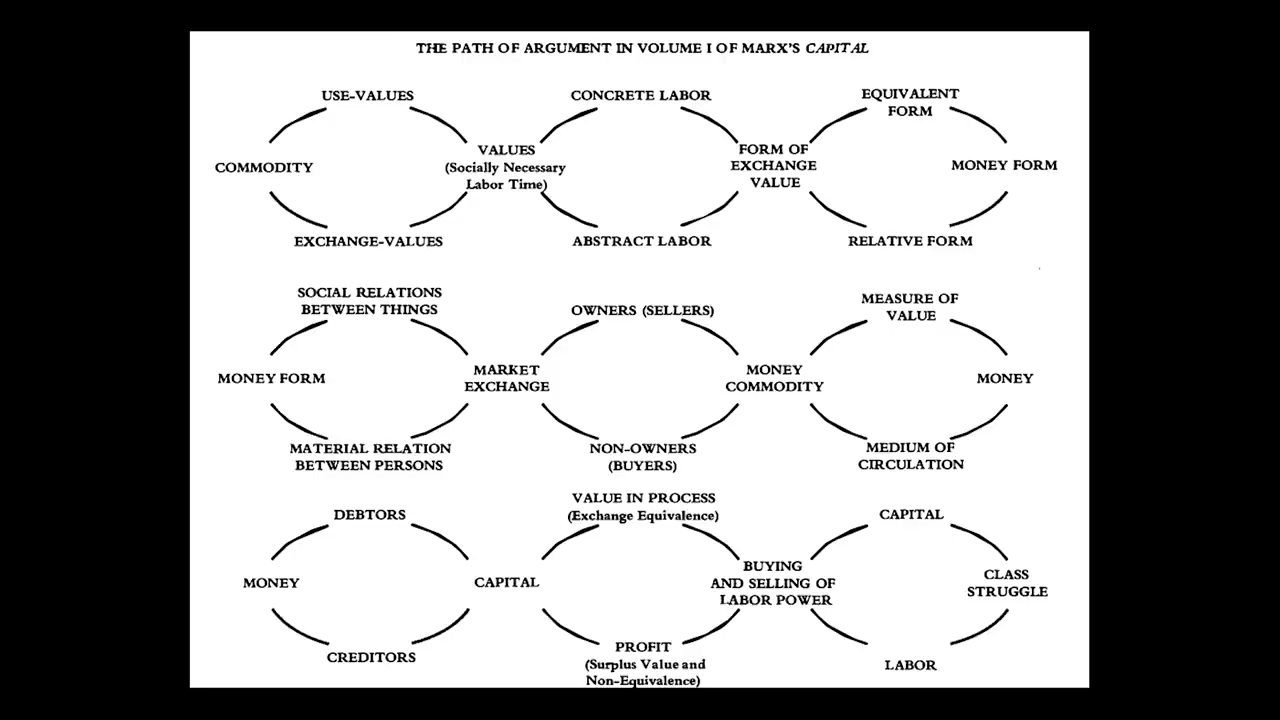 THE PATH OF ARGUMENT IN VOLUME I OF MARX'S CAPITAL
USE-VALUES
CONCRETE LABOR
EQUIVALENT
FORM
COMMODITY
VALUES
(Socially Necessary
Labor Time)
FORM OF
EXCHANGE
VALUE
MONEY FORM
EXCHANGE-VALUES
ABSTRACT LABOR
RELATIVE FORM
SOCIAL RELATIONS
BETWEEN THINGS
OWNERS (SELLERS)
MEASURE OF
VALUE
MONEY FORM
MARKET
EXCHANGE
MONEY
COMMODITY
MONEY
MATERIAL RELATION
BETWEEN PERSONS
NON-OWNERS
(BUYERS)
MEDIUM OF
CIRCULATION
DEBTORS
VALUE IN PROCESS
(Exchange Equivalence)
CAPITAL
MONEY
CAPITAL
BUYING
AND SELLING OF
LABOR POWER
CLASS
STRUGGLE
CREDITORS
PROFIT
(Surplus Value and
Non-Equivalence)
LABOR